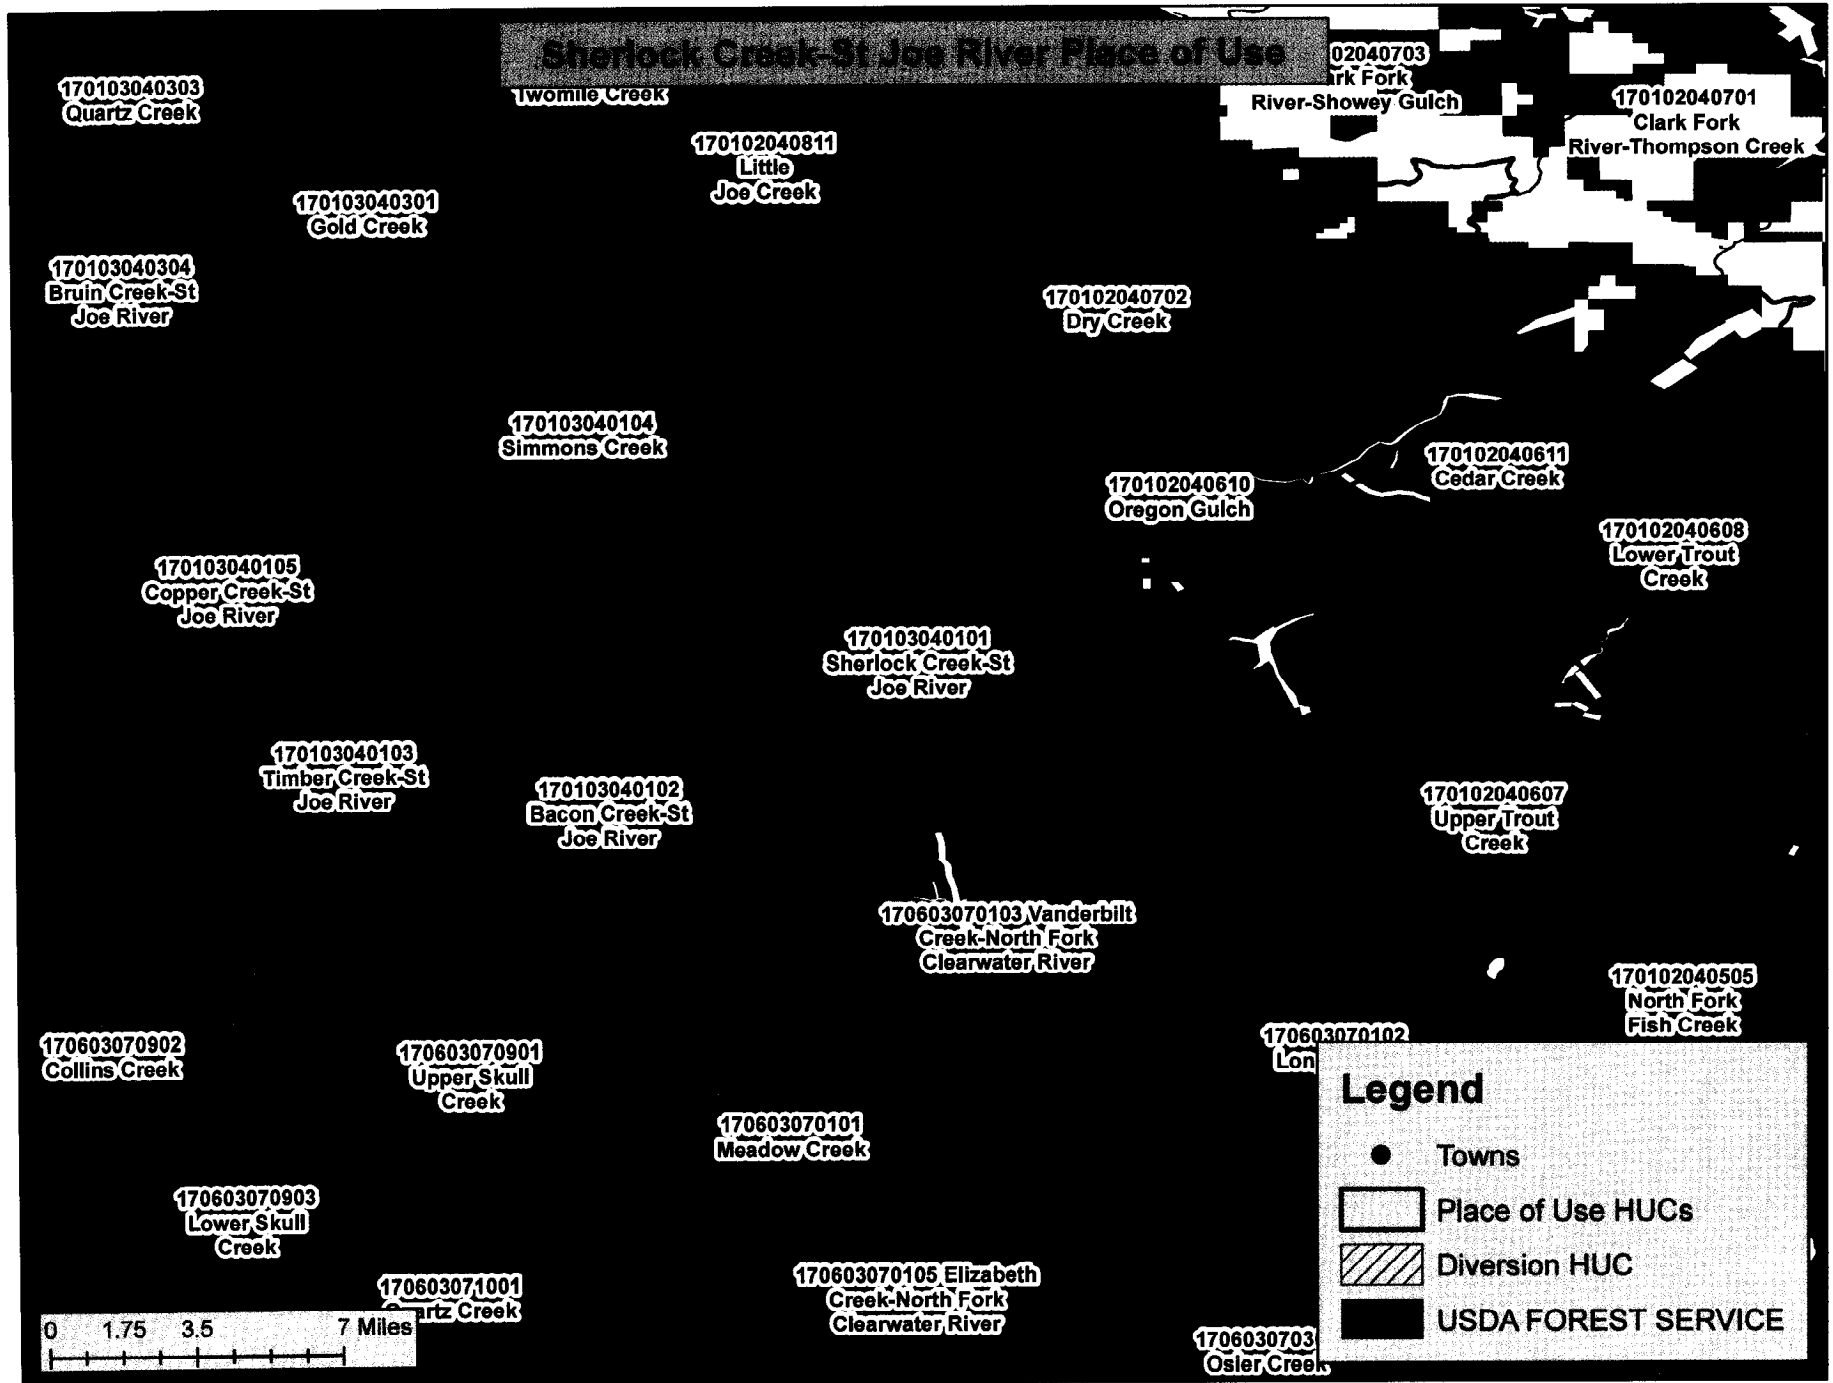 Sherlock Creek-St Joe River Place of Use
170103040303
Quartz Creek
Twomile Creek
02040703
ark Fork
River-Showey Gulch
170102040701
Clark Fork
River-Thompson Creek
170102040811
Little
Joe Creek
170103040301
Gold Creek
170103040304
Bruin Creek-St
Joe River
170102040702
Dry Creek
170103040104
Simmons Creek
170102040611
Cedar Creek
170102040610
Oregon Gulch
170102040608
Lower Trout
Creek
170103040105
Copper Creek-St
Joe River
170103040101
Sherlock Creek-St
Joe River
170103040103
Timber Creek-St
Joe River
170103040102
Bacon Creek-St
Joe River
170102040607
Upper Trout
Creek
170603070103 Vanderbilt
Creek-North Fork
Clearwater River
170102040505
North Fork
Fish Creek
170603070902
Collins Creek
170603070901
Upper Skull
Creek
170603070102
Lon
170603070101
Meadow Creek
170603070903
Lower Skull
Creek
170603071001
Quartz Creek
170603070105 Elizabeth
Creek-North Fork
Clearwater River
1706030703
Osier Creek
0 1.75 3.5 7 Miles
Legend
Towns
Place of Use HUCs
Diversion HUC
USDA FOREST SERVICE